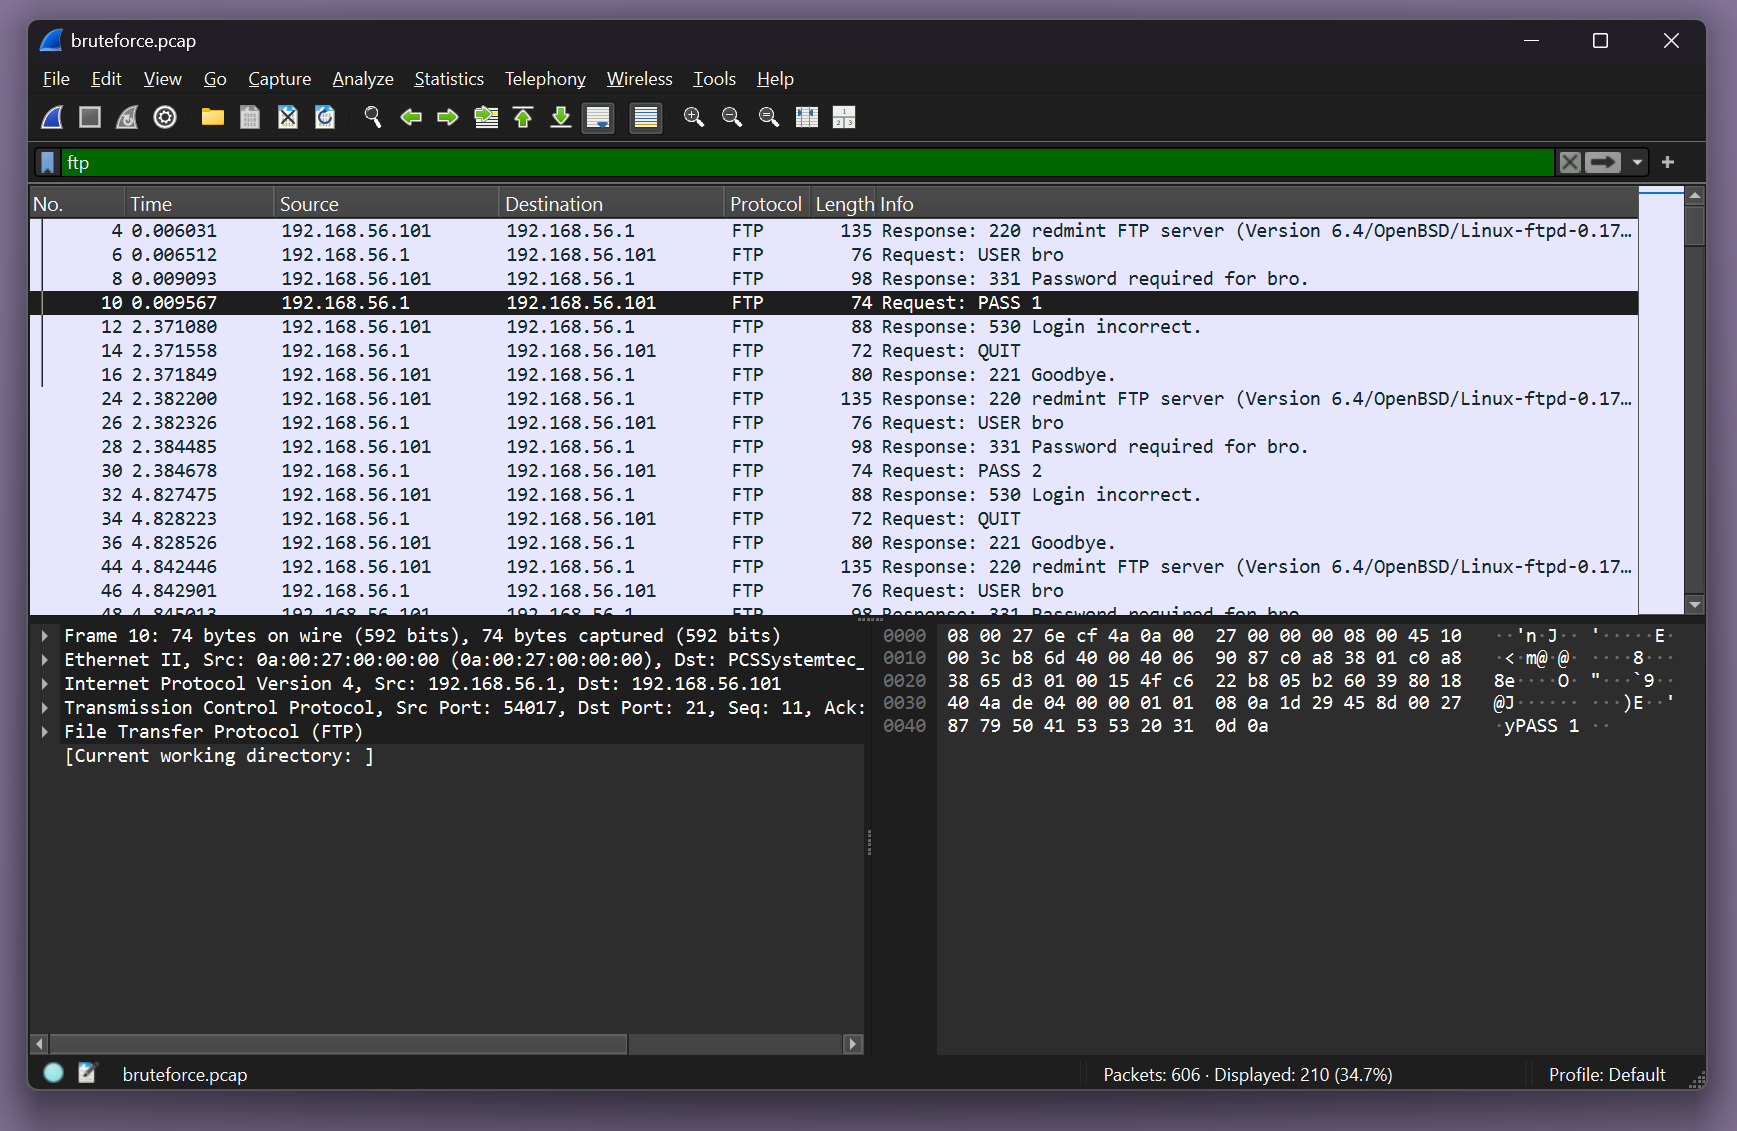 bruteforce.pcap
File Edit View Go Capture Analyze Statistics Telephony Wireless Tools Help
ftp
No. Time Source Destination Protocol Length Info
4 0.006031 192.168.56.101 192.168.56.1 FTP 135 Response: 220 redmint FTP server (Version 6.4/OpenBSD/Linux-ftpd-0.17…
6 0.006512 192.168.56.1 192.168.56.101 FTP 76 Request: USER bro
8 0.009093 192.168.56.101 192.168.56.1 FTP 98 Response: 331 Password required for bro.
10 0.009567 192.168.56.1 192.168.56.101 FTP 74 Request: PASS 1
12 2.371080 192.168.56.101 192.168.56.1 FTP 88 Response: 530 Login incorrect.
14 2.371558 192.168.56.1 192.168.56.101 FTP 72 Request: QUIT
16 2.371849 192.168.56.101 192.168.56.1 FTP 80 Response: 221 Goodbye.
24 2.382200 192.168.56.101 192.168.56.1 FTP 135 Response: 220 redmint FTP server (Version 6.4/OpenBSD/Linux-ftpd-0.17…
26 2.382326 192.168.56.1 192.168.56.101 FTP 76 Request: USER bro
28 2.384485 192.168.56.101 192.168.56.1 FTP 98 Response: 331 Password required for bro.
30 2.384678 192.168.56.1 192.168.56.101 FTP 74 Request: PASS 2
32 4.827475 192.168.56.101 192.168.56.1 FTP 88 Response: 530 Login incorrect.
34 4.828223 192.168.56.1 192.168.56.101 FTP 72 Request: QUIT
36 4.828526 192.168.56.101 192.168.56.1 FTP 80 Response: 221 Goodbye.
44 4.842446 192.168.56.101 192.168.56.1 FTP 135 Response: 220 redmint FTP server (Version 6.4/OpenBSD/Linux-ftpd-0.17…
46 4.842901 192.168.56.1 192.168.56.101 FTP 76 Request: USER bro
48 4.845013 192.168.56.101 192.168.56.1 FTP 98 Response: 331 Password required for bro.
Frame 10: 74 bytes on wire (592 bits), 74 bytes captured (592 bits)
Ethernet II, Src: 0a:00:27:00:00:00 (0a:00:27:00:00:00), Dst: PCSSystemtec_
Internet Protocol Version 4, Src: 192.168.56.1, Dst: 192.168.56.101
Transmission Control Protocol, Src Port: 54017, Dst Port: 21, Seq: 11, Ack:
File Transfer Protocol (FTP)
[Current working directory: ]
0000 08 00 27 6e cf 4a 0a 00 27 00 00 00 08 00 45 10 ··'n·J·· '·····E·
0010 00 3c b8 6d 40 00 40 06 90 87 c0 a8 38 01 c0 a8 ·<·m@·@· ····8···
0020 38 65 d3 01 00 15 4f c6 22 b8 05 b2 60 39 80 18 8e····O· "···`9··
0030 40 4a de 04 00 00 01 01 08 0a 1d 29 45 8d 00 27 @J······ ···)E··'
0040 87 79 50 41 53 53 20 31 0d 0a ·yPASS 1 ··
bruteforce.pcap
Packets: 606 · Displayed: 210 (34.7%)
Profile: Default